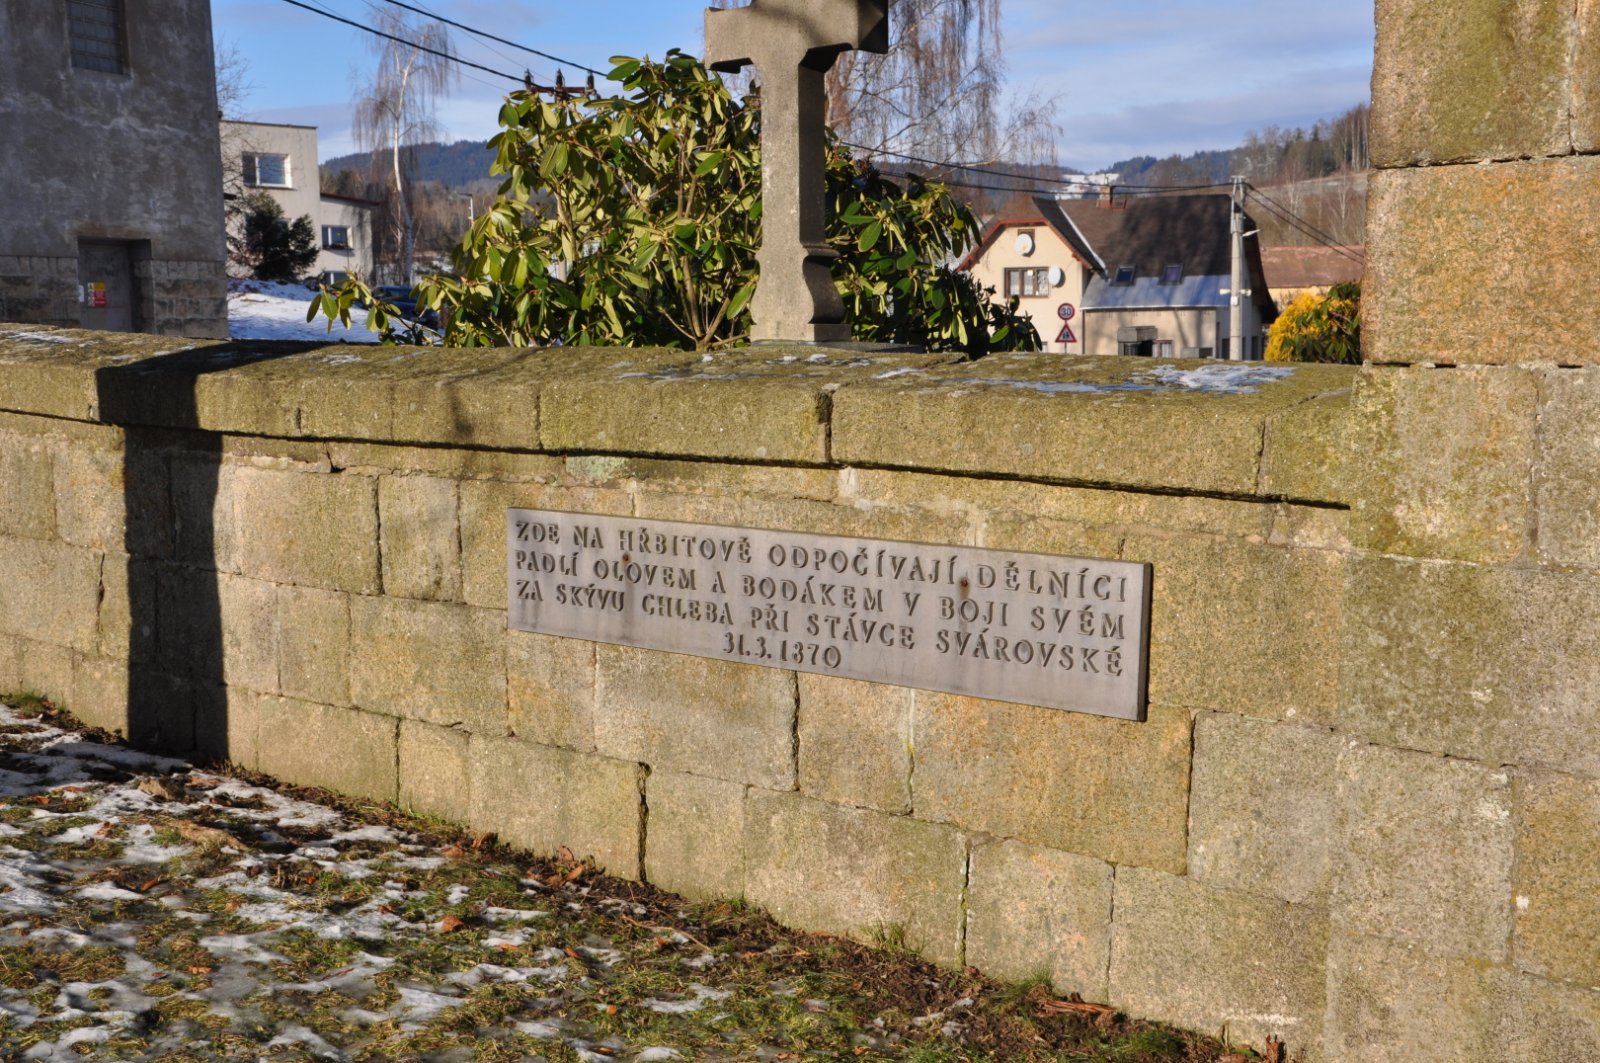 ZDE NA HŘBITOVĚ ODPOČÍVAJÍ DĚLNÍCI
PADLÍ OLOVEM A BODÁKEM V BOJI SVÉM
ZA SKÝVU CHLEBA PŘI STÁVCE SVÁROVSKÉ
31.3.1870